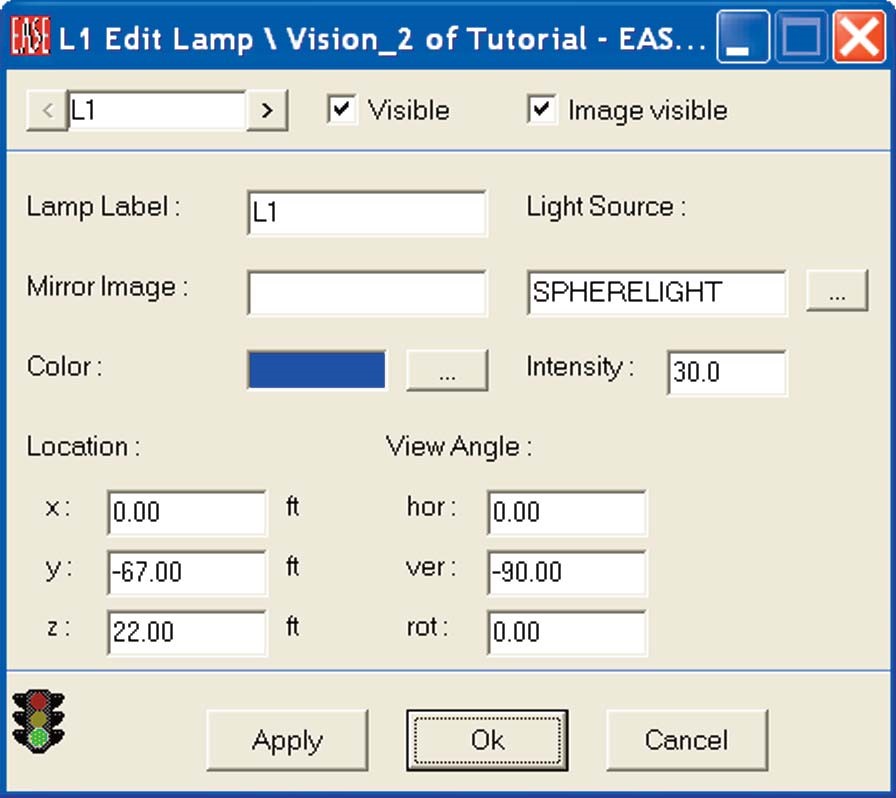 EASE L1 Edit Lamp \ Vision_2 of Tutorial - EAS...
< L1 > Visible Image visible
Lamp Label : L1 Light Source :
Mirror Image : SPHERELIGHT ...
Color : ... Intensity : 30.0
Location : View Angle :
x : 0.00 ft hor : 0.00
y : -67.00 ft ver : -90.00
z : 22.00 ft rot : 0.00
Apply Ok Cancel